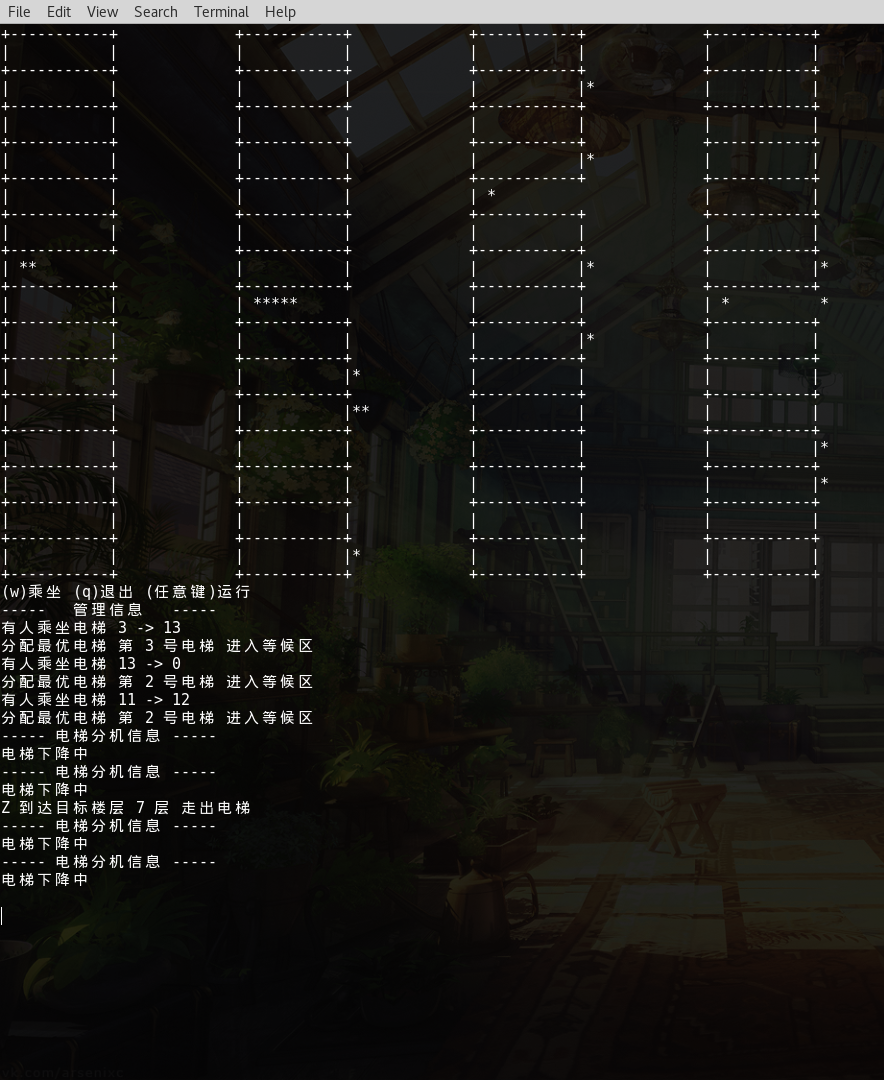 File Edit View Search Terminal Help
+-----------+             +-----------+             +-----------+             +-----------+
|           |             |           |             |           |             |           |
+-----------+             +-----------+             +-----------+             +-----------+
|           |             |           |             |           |*            |           |
+-----------+             +-----------+             +-----------+             +-----------+
|           |             |           |             |           |             |           |
+-----------+             +-----------+             +-----------+             +-----------+
|           |             |           |             |           |*            |           |
+-----------+             +-----------+             +-----------+             +-----------+
|           |             |           |             | *                       |           |
+-----------+             +-----------+             +-----------+             +-----------+
|           |             |           |             |           |             |           |
+-----------+             +-----------+             +-----------+             +-----------+
| **        |             |           |             |           |*            |           |*
+-----------+             +-----------+             +-----------+             +-----------+
|           |             | *****     |             |           |             | *          *
+-----------+             +-----------+             +-----------+             +-----------+
|           |             |           |             |           |*            |           |
+-----------+             +-----------+             +-----------+             +-----------+
|           |             |           |*            |           |             |           |
+-----------+             +-----------+             +-----------+             +-----------+
|           |             |           |**           |           |             |           |
+-----------+             +-----------+             +-----------+             +-----------+
|           |             |           |             |           |             |           |*
+-----------+             +-----------+             +-----------+             +-----------+
|           |             |           |             |           |             |           |*
+-----------+             +-----------+             +-----------+             +-----------+
|           |             |           |             |           |             |           |
+-----------+             +-----------+             +-----------+             +-----------+
|           |             |           |*            |           |             |           |
+-----------+             +-----------+             +-----------+             +-----------+
(w)乘坐 (q)退出 (任意键)运行
-----   管理信息   -----
有人乘坐电梯 3 -> 13
分配最优电梯 第 3 号电梯 进入等候区
有人乘坐电梯 13 -> 0
分配最优电梯 第 2 号电梯 进入等候区
有人乘坐电梯 11 -> 12
分配最优电梯 第 2 号电梯 进入等候区
----- 电梯分机信息 -----
电梯下降中
----- 电梯分机信息 -----
电梯下降中
Z 到达目标楼层 7 层 走出电梯
----- 电梯分机信息 -----
电梯下降中
----- 电梯分机信息 -----
电梯下降中